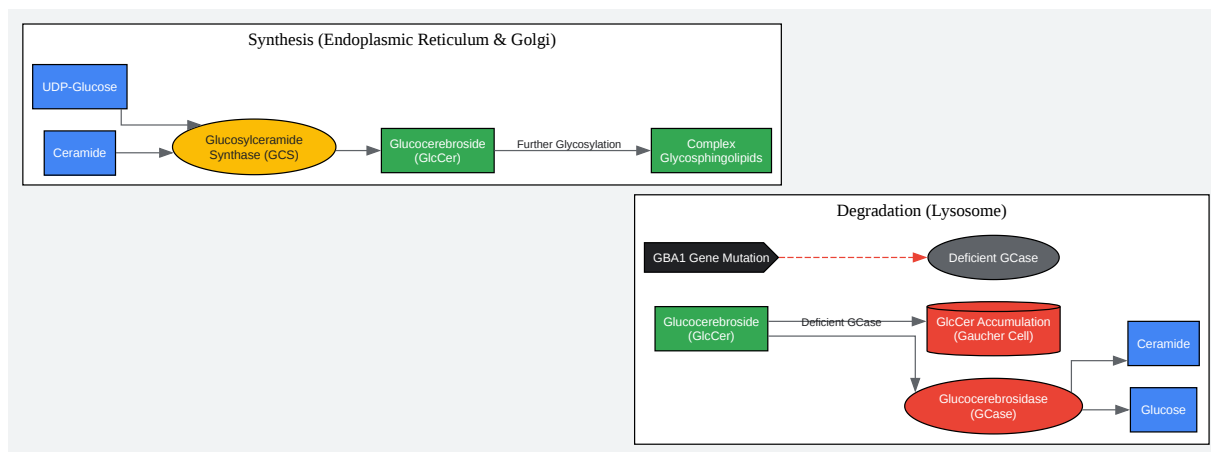 Synthesis (Endoplasmic Reticulum & Golgi)
UDP-Glucose
Ceramide
Glucosylceramide
Synthase (GCS)
Glucocerebroside
(GlcCer)
Further Glycosylation
Complex
Glycosphingolipids
Degradation (Lysosome)
GBA1 Gene Mutation
Deficient GCase
Glucocerebroside
(GlcCer)
Deficient GCase
GlcCer Accumulation
(Gaucher Cell)
Ceramide
Glucocerebrosidase
(GCase)
Glucose